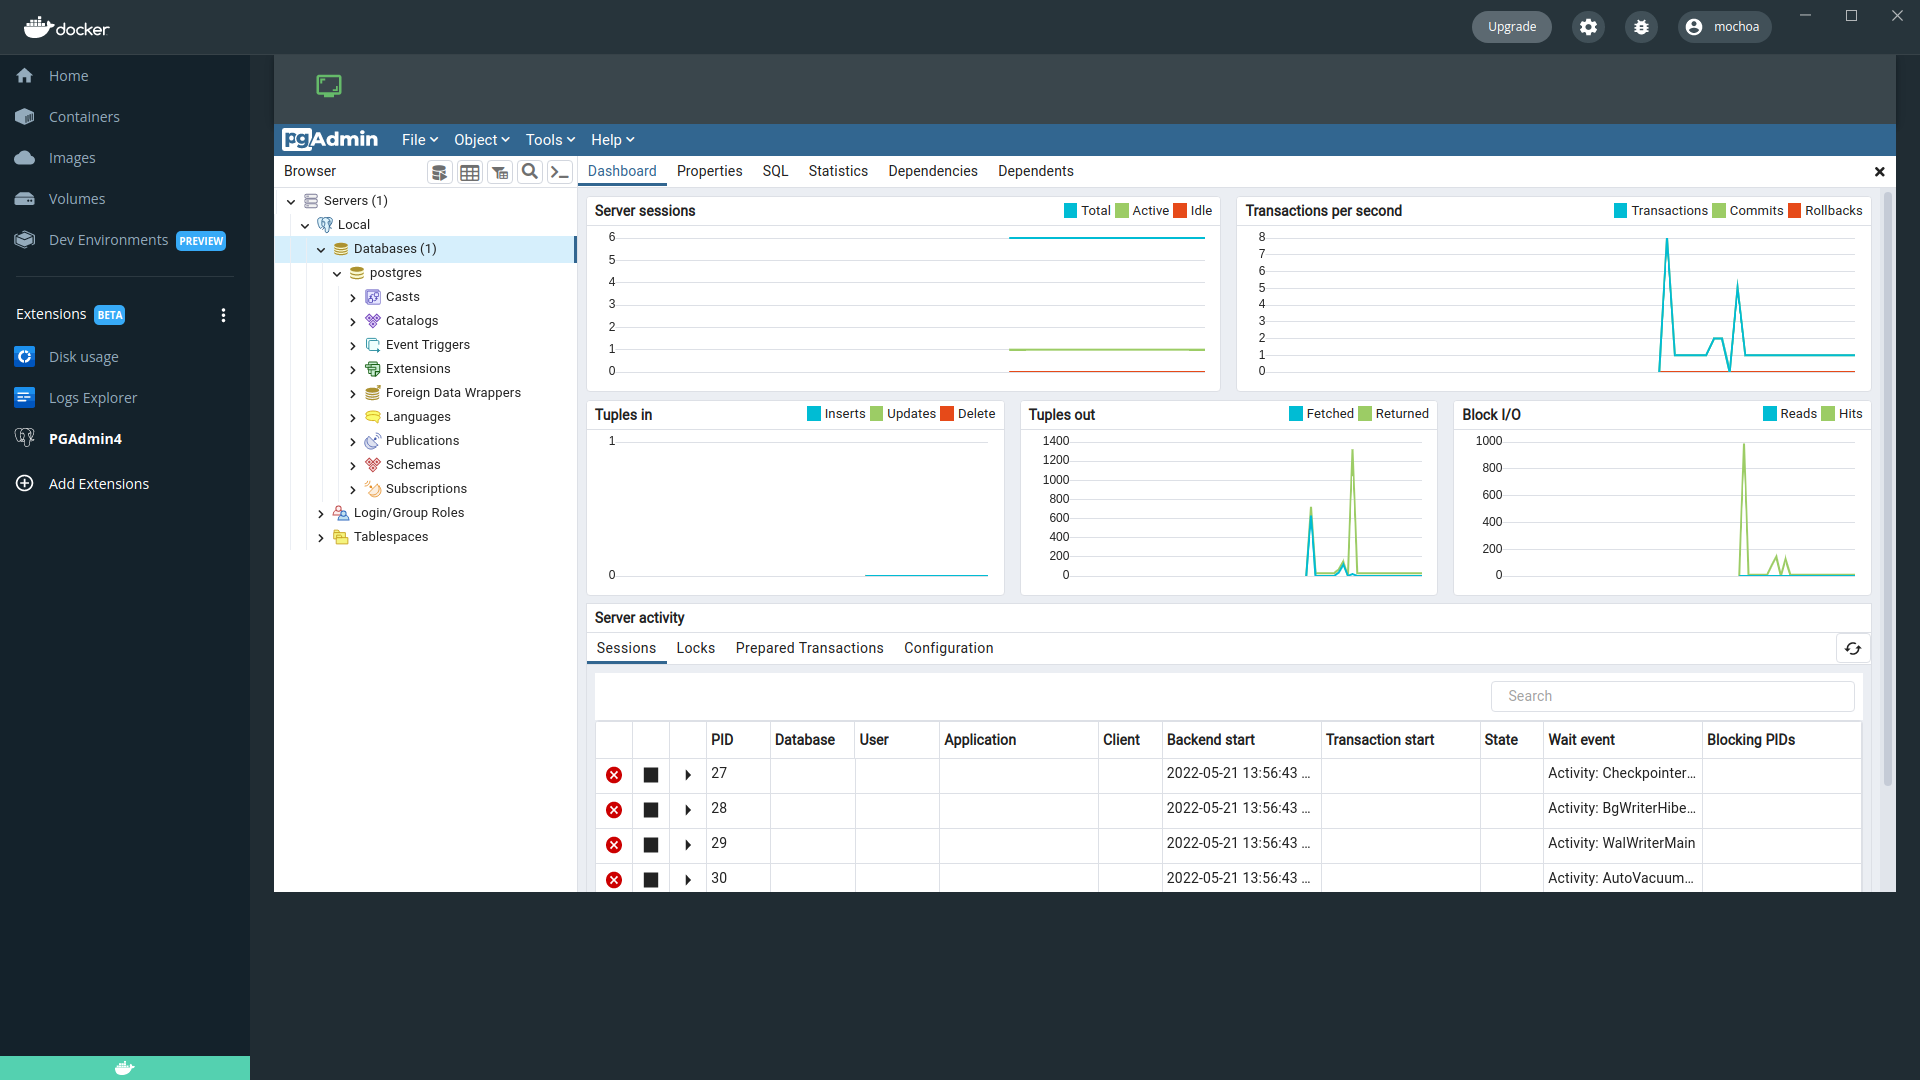 docker
Upgrade
mochoa
Home
Containers
Images
Volumes
Dev Environments PREVIEW
Extensions BETA
Disk usage
Logs Explorer
PGAdmin4
Add Extensions
pgAdmin File Object Tools Help
Browser
Dashboard Properties SQL Statistics Dependencies Dependents
Servers (1)
Local
Databases (1)
postgres
Casts
Catalogs
Event Triggers
Extensions
Foreign Data Wrappers
Languages
Publications
Schemas
Subscriptions
Login/Group Roles
Tablespaces
Server sessions Total Active Idle
6
5
4
3
2
1
0
Transactions per second Transactions Commits Rollbacks
8
7
6
5
4
3
2
1
0
Tuples in Inserts Updates Delete
1
0
Tuples out Fetched Returned
1400
1200
1000
800
600
400
200
0
Block I/O Reads Hits
1000
800
600
400
200
0
Server activity
Sessions Locks Prepared Transactions Configuration
Search
PID Database User Application Client Backend start Transaction start State Wait event Blocking PIDs
27 2022-05-21 13:56:43 ... Activity: Checkpointer...
28 2022-05-21 13:56:43 ... Activity: BgWriterHibe...
29 2022-05-21 13:56:43 ... Activity: WalWriterMain
30 2022-05-21 13:56:43 ... Activity: AutoVacuum...